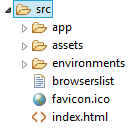 src
app
assets
environments
browserslist
favicon.ico
index.html